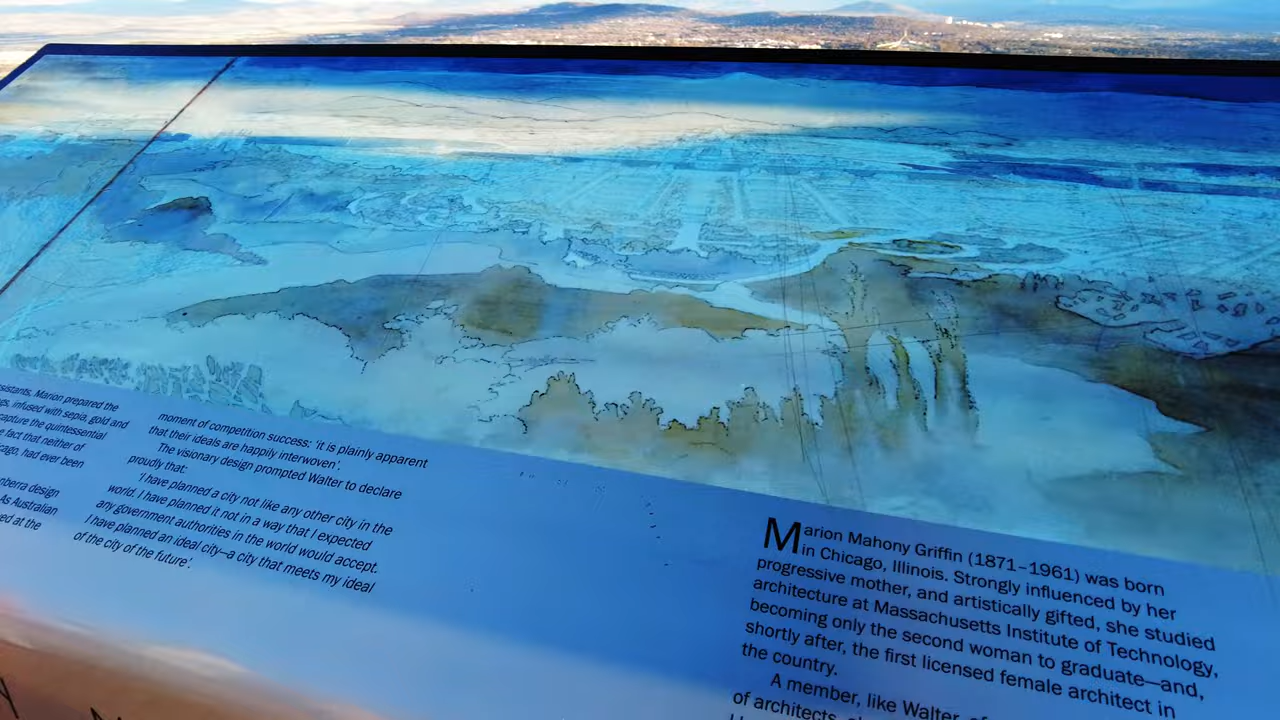 sistants, Marion prepared the
gs, infused with sepia, gold and
capture the quintessential
e fact that neither of
cago, had ever been
nberra design
As Australian
ed at the
moment of competition success: 'it is plainly apparent
that their ideals are happily interwoven'.
The visionary design prompted Walter to declare
proudly that:
'I have planned a city not like any other city in the
world. I have planned it not in a way that I expected
any government authorities in the world would accept.
I have planned an ideal city—a city that meets my ideal
of the city of the future'.
Marion Mahony Griffin (1871–1961) was born
in Chicago, Illinois. Strongly influenced by her
progressive mother, and artistically gifted, she studied
architecture at Massachusetts Institute of Technology,
becoming only the second woman to graduate—and,
shortly after, the first licensed female architect in
the country.
A member, like Walter, of
of architects